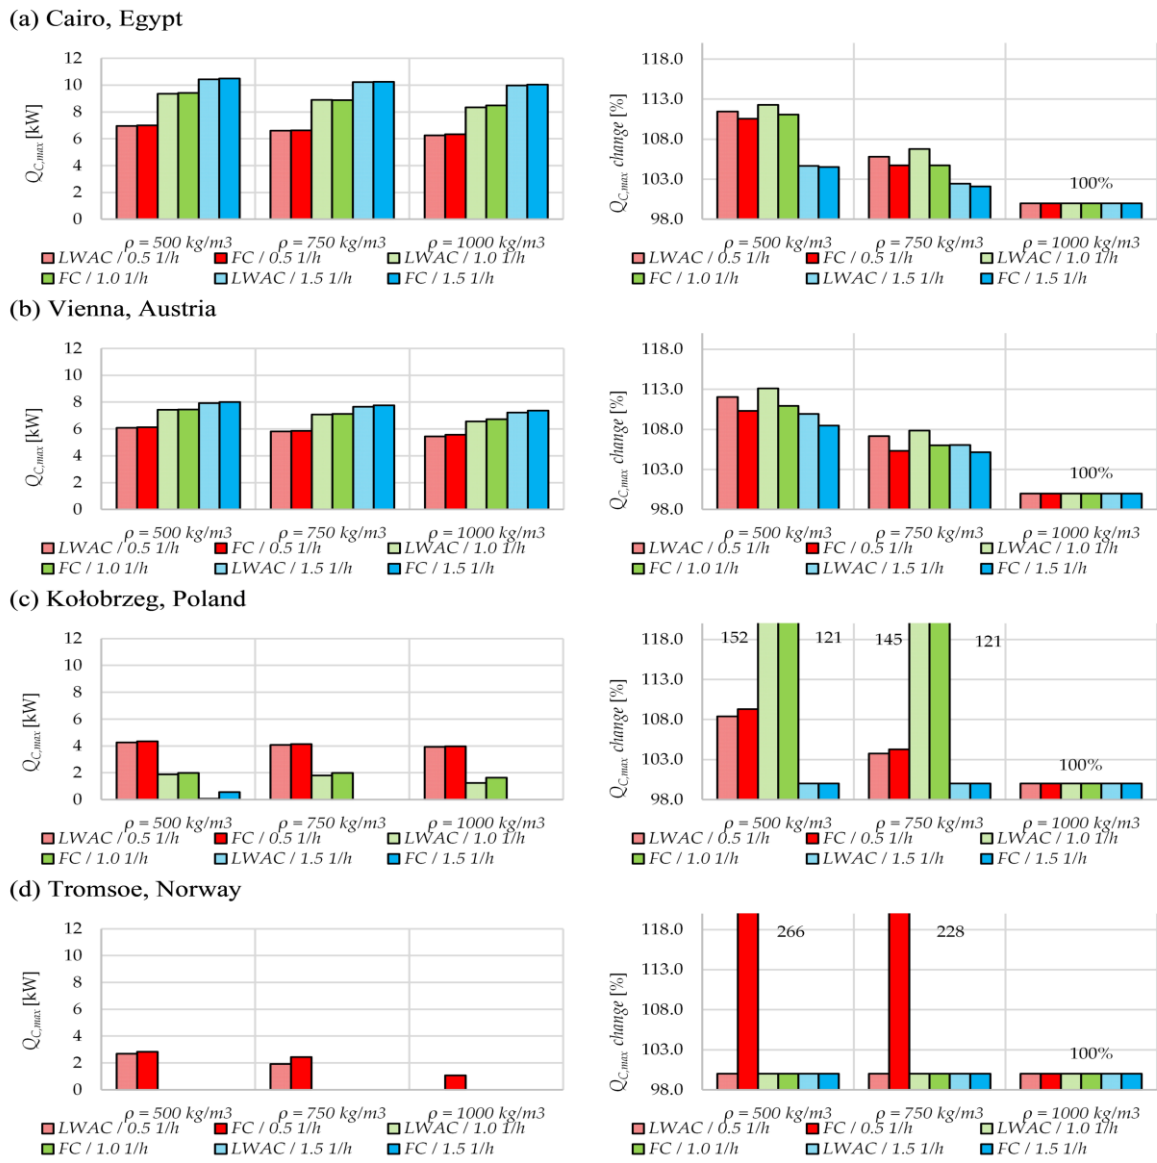 (a) Cairo, Egypt
12
10
8
6
4
2
0
Q_{C,max} [kW]
ρ = 500 kg/m3 ρ = 750 kg/m3 ρ = 1000 kg/m3
LWAC / 0.5 1/h FC / 0.5 1/h LWAC / 1.0 1/h
FC / 1.0 1/h LWAC / 1.5 1/h FC / 1.5 1/h
118.0
113.0
108.0
103.0
98.0
Q_{C,max} change [%]
100%
ρ = 500 kg/m3 ρ = 750 kg/m3 ρ = 1000 kg/m3
LWAC / 0.5 1/h FC / 0.5 1/h LWAC / 1.0 1/h
FC / 1.0 1/h LWAC / 1.5 1/h FC / 1.5 1/h
(b) Vienna, Austria
12
10
8
6
4
2
0
Q_{C,max} [kW]
ρ = 500 kg/m3 ρ = 750 kg/m3 ρ = 1000 kg/m3
LWAC / 0.5 1/h FC / 0.5 1/h LWAC / 1.0 1/h
FC / 1.0 1/h LWAC / 1.5 1/h FC / 1.5 1/h
118.0
113.0
108.0
103.0
98.0
Q_{C,max} change [%]
100%
ρ = 500 kg/m3 ρ = 750 kg/m3 ρ = 1000 kg/m3
LWAC / 0.5 1/h FC / 0.5 1/h LWAC / 1.0 1/h
FC / 1.0 1/h LWAC / 1.5 1/h FC / 1.5 1/h
(c) Kołobrzeg, Poland
12
10
8
6
4
2
0
Q_{C,max} [kW]
ρ = 500 kg/m3 ρ = 750 kg/m3 ρ = 1000 kg/m3
LWAC / 0.5 1/h FC / 0.5 1/h LWAC / 1.0 1/h
FC / 1.0 1/h LWAC / 1.5 1/h FC / 1.5 1/h
118.0
113.0
108.0
103.0
98.0
Q_{C,max} change [%]
152 121 145 121
100%
ρ = 500 kg/m3 ρ = 750 kg/m3 ρ = 1000 kg/m3
LWAC / 0.5 1/h FC / 0.5 1/h LWAC / 1.0 1/h
FC / 1.0 1/h LWAC / 1.5 1/h FC / 1.5 1/h
(d) Tromsoe, Norway
12
10
8
6
4
2
0
Q_{C,max} [kW]
ρ = 500 kg/m3 ρ = 750 kg/m3 ρ = 1000 kg/m3
LWAC / 0.5 1/h FC / 0.5 1/h LWAC / 1.0 1/h
FC / 1.0 1/h LWAC / 1.5 1/h FC / 1.5 1/h
118.0
113.0
108.0
103.0
98.0
Q_{C,max} change [%]
266 228
100%
ρ = 500 kg/m3 ρ = 750 kg/m3 ρ = 1000 kg/m3
LWAC / 0.5 1/h FC / 0.5 1/h LWAC / 1.0 1/h
FC / 1.0 1/h LWAC / 1.5 1/h FC / 1.5 1/h